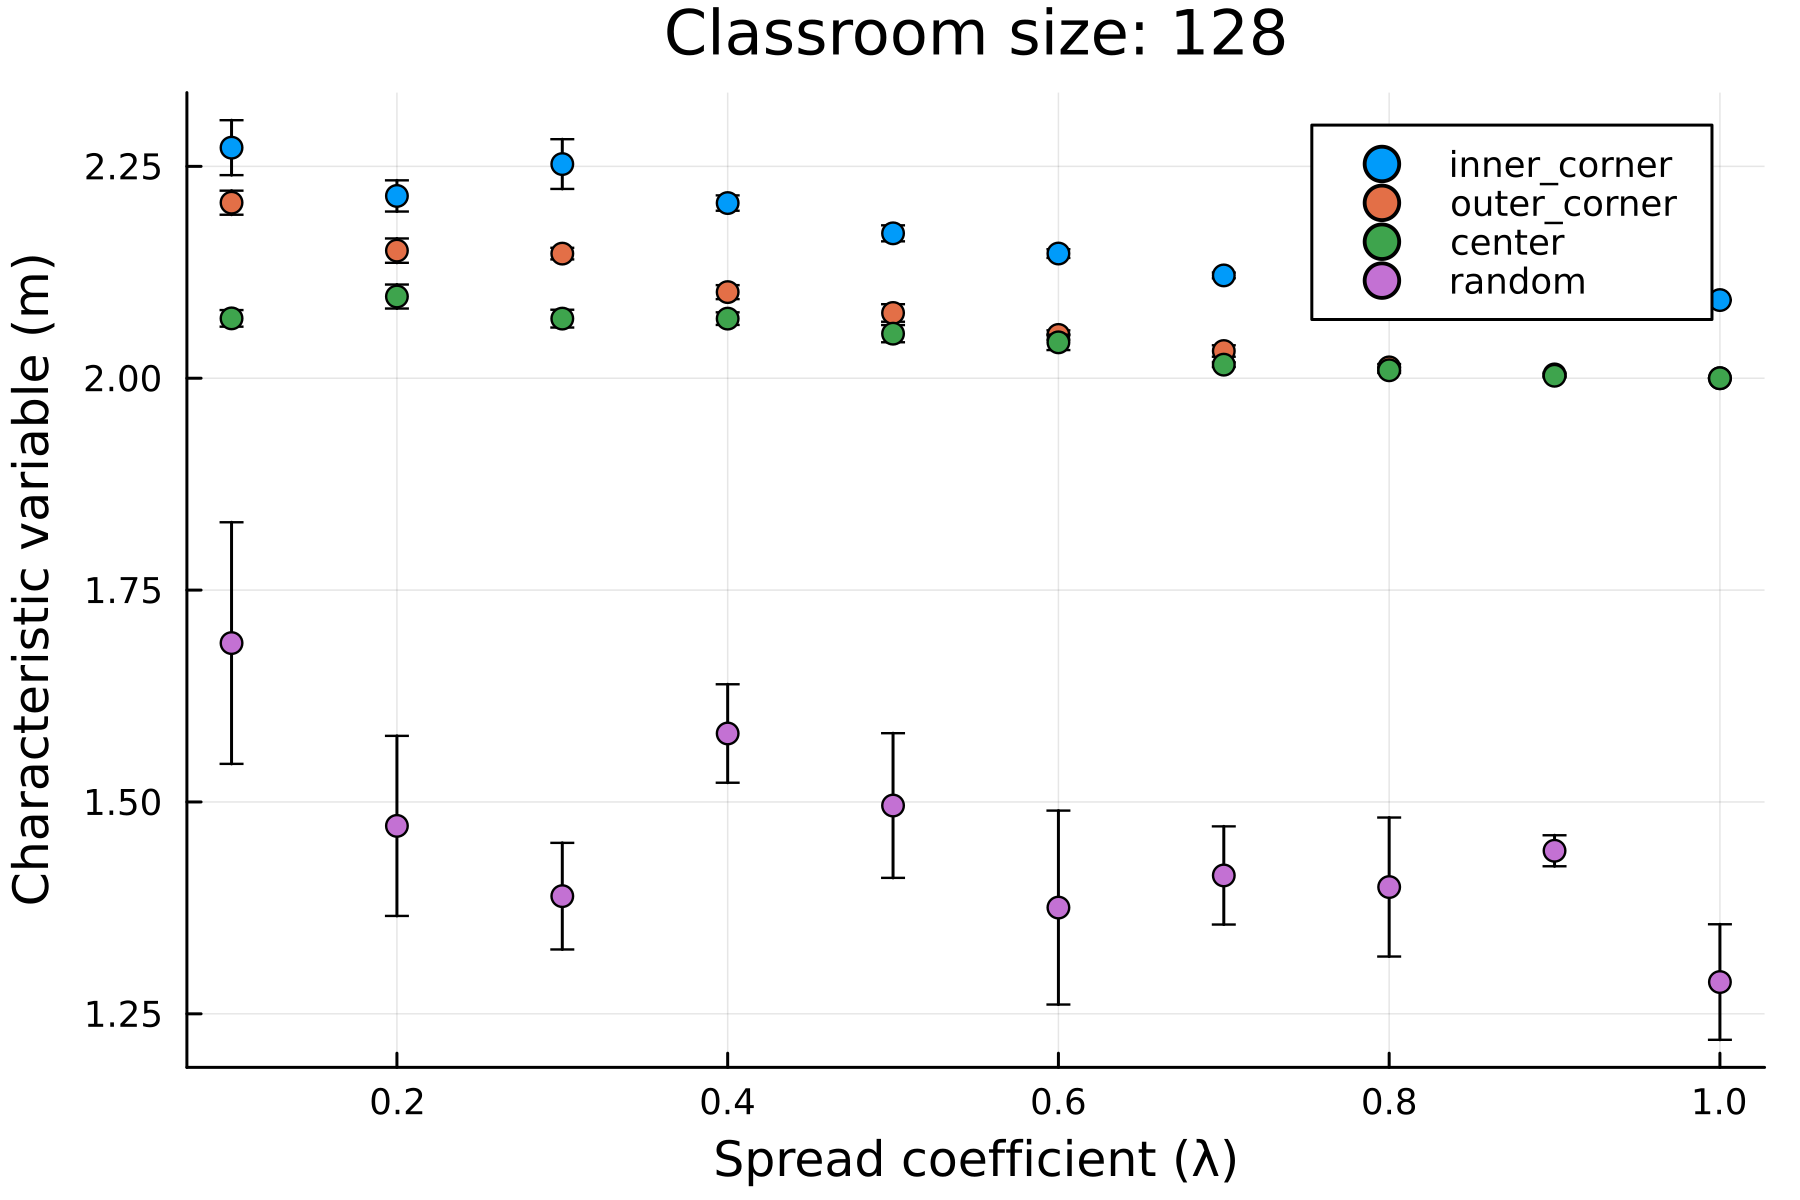 Classroom size: 128
Characteristic variable (m)
2.25
2.00
1.75
1.50
1.25
inner_corner
outer_corner
center
random
0.2 0.4 0.6 0.8 1.0
Spread coefficient (λ)